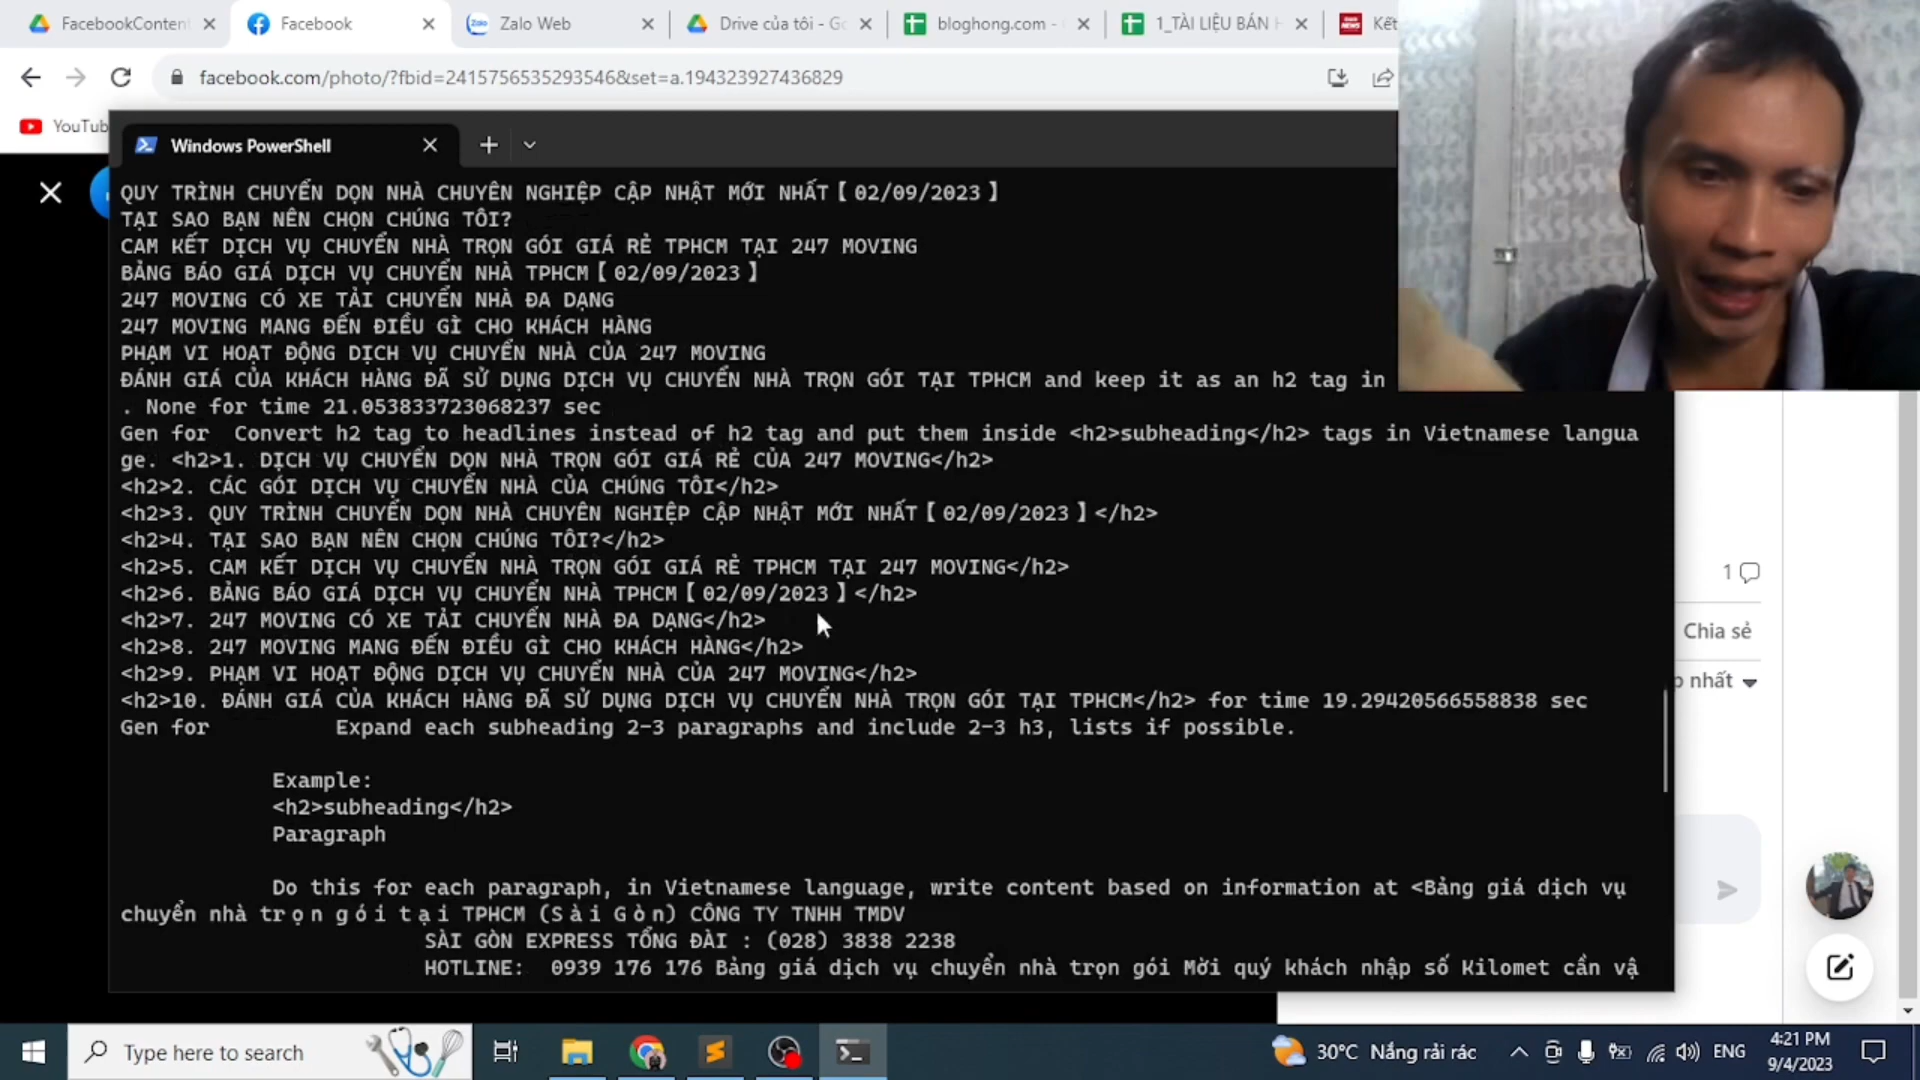 FacebookContent
Facebook
Zalo Web
Drive của tôi - Go
bloghong.com -
1_TÀI LIỆU BÁN H
Kết
facebook.com/photo/?fbid=2415756535293546&set=a.194323927436829
YouTub
Windows PowerShell
QUY TRÌNH CHUYỂN DỌN NHÀ CHUYÊN NGHIỆP CẬP NHẬT MỚI NHẤT【02/09/2023】
TẠI SAO BẠN NÊN CHỌN CHÚNG TÔI?
CAM KẾT DỊCH VỤ CHUYỂN NHÀ TRỌN GÓI GIÁ RẺ TPHCM TẠI 247 MOVING
BẢNG BÁO GIÁ DỊCH VỤ CHUYỂN NHÀ TPHCM【02/09/2023】
247 MOVING CÓ XE TẢI CHUYỂN NHÀ ĐA DẠNG
247 MOVING MANG ĐẾN ĐIỀU GÌ CHO KHÁCH HÀNG
PHẠM VI HOẠT ĐỘNG DỊCH VỤ CHUYỂN NHÀ CỦA 247 MOVING
ĐÁNH GIÁ CỦA KHÁCH HÀNG ĐÃ SỬ DỤNG DỊCH VỤ CHUYỂN NHÀ TRỌN GÓI TẠI TPHCM and keep it as an h2 tag in
. None for time 21.053833723068237 sec
Gen for  Convert h2 tag to headlines instead of h2 tag and put them inside <h2>subheading</h2> tags in Vietnamese langua
ge. <h2>1. DỊCH VỤ CHUYỂN DỌN NHÀ TRỌN GÓI GIÁ RẺ CỦA 247 MOVING</h2>
<h2>2. CÁC GÓI DỊCH VỤ CHUYỂN NHÀ CỦA CHÚNG TÔI</h2>
<h2>3. QUY TRÌNH CHUYỂN DỌN NHÀ CHUYÊN NGHIỆP CẬP NHẬT MỚI NHẤT【02/09/2023】</h2>
<h2>4. TẠI SAO BẠN NÊN CHỌN CHÚNG TÔI?</h2>
<h2>5. CAM KẾT DỊCH VỤ CHUYỂN NHÀ TRỌN GÓI GIÁ RẺ TPHCM TẠI 247 MOVING</h2>
<h2>6. BẢNG BÁO GIÁ DỊCH VỤ CHUYỂN NHÀ TPHCM【02/09/2023】</h2>
<h2>7. 247 MOVING CÓ XE TẢI CHUYỂN NHÀ ĐA DẠNG</h2>
<h2>8. 247 MOVING MANG ĐẾN ĐIỀU GÌ CHO KHÁCH HÀNG</h2>
<h2>9. PHẠM VI HOẠT ĐỘNG DỊCH VỤ CHUYỂN NHÀ CỦA 247 MOVING</h2>
<h2>10. ĐÁNH GIÁ CỦA KHÁCH HÀNG ĐÃ SỬ DỤNG DỊCH VỤ CHUYỂN NHÀ TRỌN GÓI TẠI TPHCM</h2> for time 19.29420566558838 sec
Gen for          Expand each subheading 2-3 paragraphs and include 2-3 h3, lists if possible.
Example:
<h2>subheading</h2>
Paragraph
Do this for each paragraph, in Vietnamese language, write content based on information at <Bảng giá dịch vụ
chuyển nhà trọn gói tại TPHCM (Sài Gòn) CÔNG TY TNHH TMDV
SÀI GÒN EXPRESS TỔNG ĐÀI : (028) 3838 2238
HOTLINE:  0939 176 176 Bảng giá dịch vụ chuyển nhà trọn gói Mời quý khách nhập số Kilomet cần vậ
1
Chia sẻ
nhất
Type here to search
30°C Nắng rải rác
ENG
4:21 PM
9/4/2023